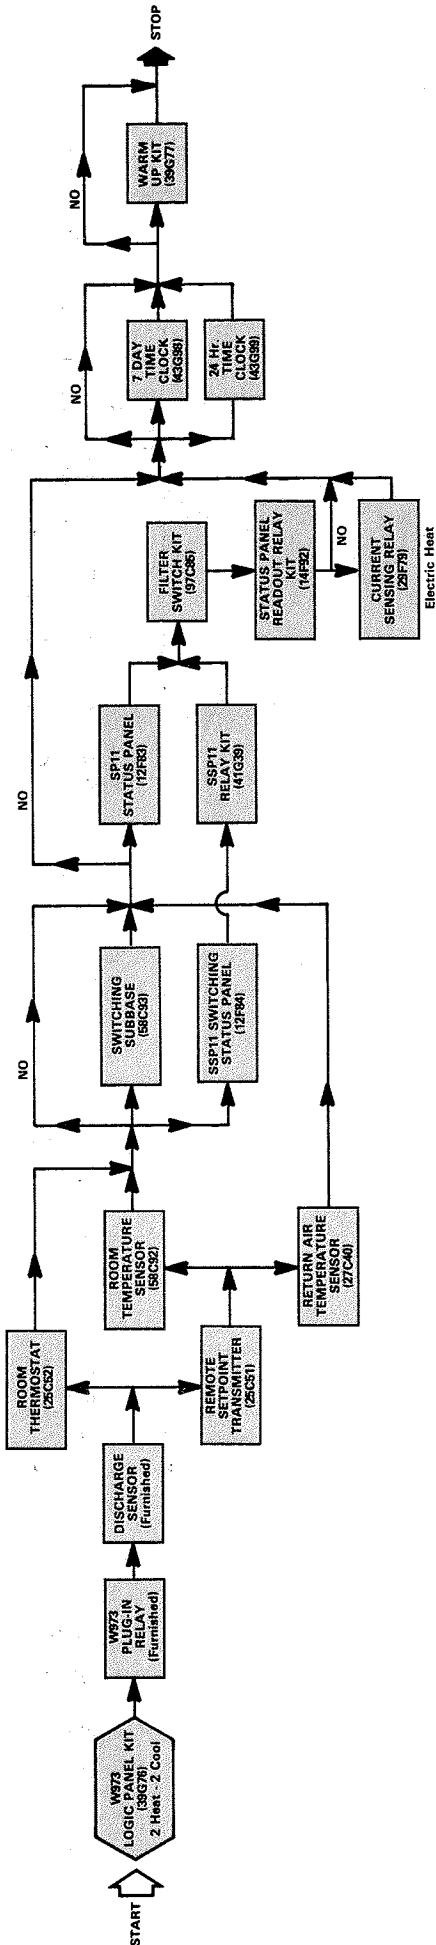 START
W973
LOGIC PANEL KIT
(39G76)
2 Heat - 2 Cool
W973
PLUG-IN
RELAY
(Furnished)
DISCHARGE
SENSOR
(Furnished)
ROOM
THERMOSTAT
(25C52)
REMOTE
SETPOINT
TRANSMITTER
(25C51)
ROOM
TEMPERATURE
SENSOR
(58C92)
RETURN AIR
TEMPERATURE
SENSOR
(27C40)
NO
SWITCHING
SUBBASE
(58C93)
SSP11 SWITCHING
STATUS PANEL
(12F84)
NO
SP11
STATUS PANEL
(12F83)
SSP11
RELAY KIT
(41G39)
FILTER
SWITCH KIT
(97C85)
STATUS PANEL
READOUT RELAY
KIT
(14F92)
NO
CURRENT
SENSING RELAY
(29F79)
Electric Heat
NO
7 DAY
TIME
CLOCK
(43G98)
24 Hr.
TIME
CLOCK
(43G99)
NO
WARM
UP KIT
(39G77)
STOP